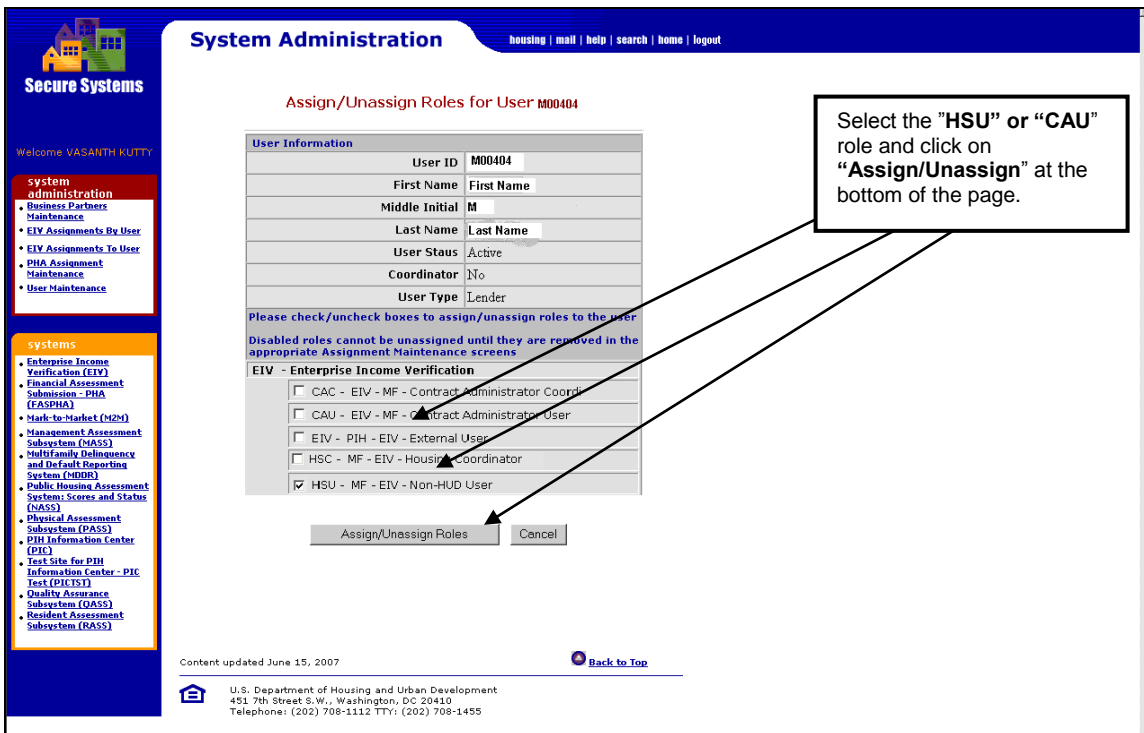 System Administration
housing | mail | help | search | home | logout
Secure Systems
Welcome VASANTH KUTTY
system
administration
Business Partners
Maintenance
EIV Assignments By User
EIV Assignments To User
PHA Assignment
Maintenance
User Maintenance
systems
Enterprise Income
Verification (EIV)
Financial Assessment
Submission - PHA
(FASPHA)
Mark-to-Market (M2M)
Management Assessment
Subsystem (MASS)
Multifamily Delinquency
and Default Reporting
System (MDDR)
Public Housing Assessment
System: Scores and Status
(NASS)
Physical Assessment
Subsystem (PASS)
PIH Information Center
(PIC)
Test Site for PIH
Information Center - PIC
Test (PICTST)
Quality Assurance
Subsystem (QASS)
Resident Assessment
Subsystem (RASS)
Assign/Unassign Roles for User M00404
User Information
User ID M00404
First Name First Name
Middle Initial M
Last Name Last Name
User Staus Active
Coordinator No
User Type Lender
Please check/uncheck boxes to assign/unassign roles to the user
Disabled roles cannot be unassigned until they are removed in the
appropriate Assignment Maintenance screens
EIV - Enterprise Income Verification
CAC - EIV - MF - Contract Administrator Coordi
CAU - EIV - MF - Contract Administrator User
EIV - PIH - EIV - External User
HSC - MF - EIV - Housing Coordinator
HSU - MF - EIV - Non-HUD User
Assign/Unassign Roles Cancel
Select the "HSU" or "CAU"
role and click on
"Assign/Unassign" at the
bottom of the page.
Content updated June 15, 2007
Back to Top
U.S. Department of Housing and Urban Development
451 7th Street S.W., Washington, DC 20410
Telephone: (202) 708-1112 TTY: (202) 708-1455